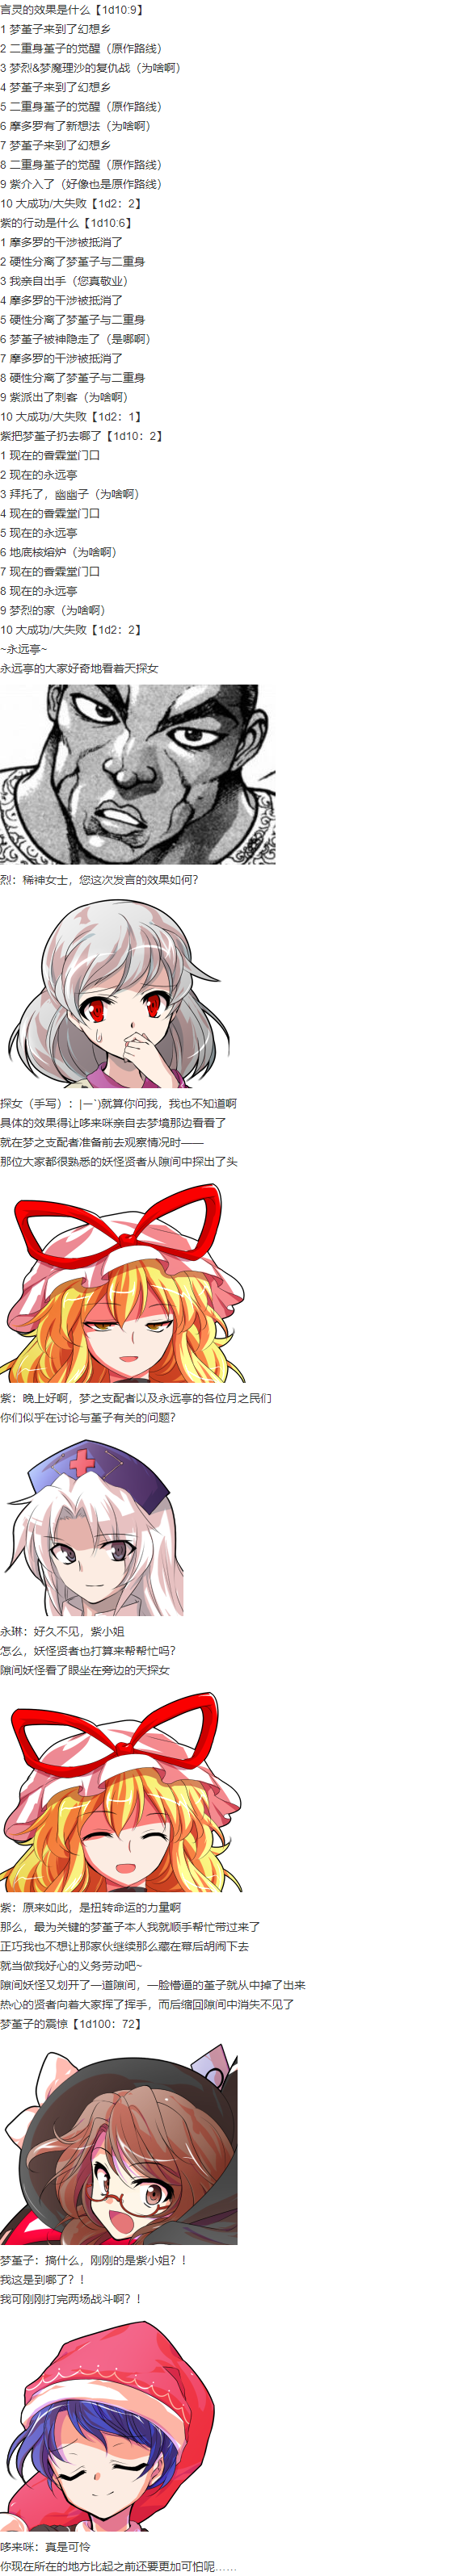 言灵的效果是什么【1d10:9】
1 梦堇子来到了幻想乡
2 二重身堇子的觉醒（原作路线）
3 梦烈&梦魔理沙的复仇战（为啥啊）
4 梦堇子来到了幻想乡
5 二重身堇子的觉醒（原作路线）
6 摩多罗有了新想法（为啥啊）
7 梦堇子来到了幻想乡
8 二重身堇子的觉醒（原作路线）
9 紫介入了（好像也是原作路线）
10 大成功/大失败【1d2：2】
紫的行动是什么【1d10:6】
1 摩多罗的干涉被抵消了
2 硬性分离了梦堇子与二重身
3 我亲自出手（您真敬业）
4 摩多罗的干涉被抵消了
5 硬性分离了梦堇子与二重身
6 梦堇子被神隐走了（是哪啊）
7 摩多罗的干涉被抵消了
8 硬性分离了梦堇子与二重身
9 紫派出了刺客（为啥啊）
10 大成功/大失败【1d2：1】
紫把梦堇子扔去哪了【1d10：2】
1 现在的香霖堂门口
2 现在的永远亭
3 拜托了，幽幽子（为啥啊）
4 现在的香霖堂门口
5 现在的永远亭
6 地底核熔炉（为啥啊）
7 现在的香霖堂门口
8 现在的永远亭
9 梦烈的家（为啥啊）
10 大成功/大失败【1d2：2】
~永远亭~
永远亭的大家好奇地看着天探女
烈：稀神女士，您这次发言的效果如何？
探女（手写）：|ー`)就算你问我，我也不知道啊
具体的效果得让哆来咪亲自去梦境那边看看了
就在梦之支配者准备前去观察情况时——
那位大家都很熟悉的妖怪贤者从隙间中探出了头
紫：晚上好啊，梦之支配者以及永远亭的各位月之民们
你们似乎在讨论与堇子有关的问题？
永琳：好久不见，紫小姐
怎么，妖怪贤者也打算来帮帮忙吗？
隙间妖怪看了眼坐在旁边的天探女
紫：原来如此，是扭转命运的力量啊
那么，最为关键的梦堇子本人我就顺手帮忙带过来了
正巧我也不想让那家伙继续那么藏在幕后胡闹下去
就当做我好心的义务劳动吧~
隙间妖怪又划开了一道隙间，一脸懵逼的堇子就从中掉了出来
热心的贤者向着大家挥了挥手，而后缩回隙间中消失不见了
梦堇子的震惊【1d100：72】
梦堇子：搞什么，刚刚的是紫小姐？！
我这是到哪了？！
我可刚刚打完两场战斗啊？！
哆来咪：真是可怜
你现在所在的地方比起之前还要更加可怕呢……